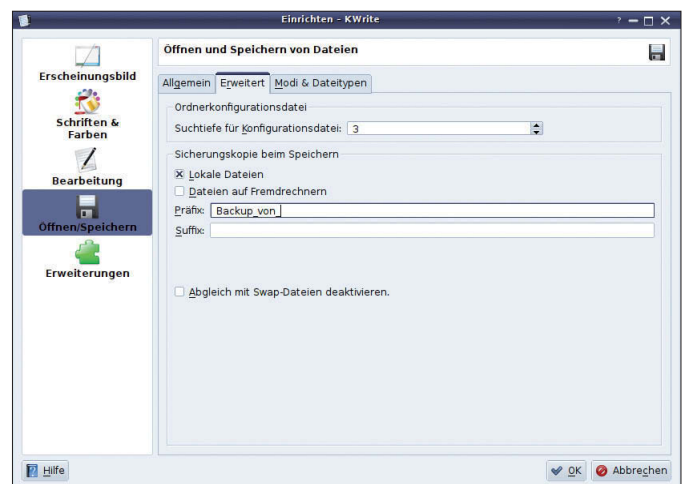 Einrichten – KWrite
Erscheinungsbild
Schriften &
Farben
Bearbeitung
Öffnen/Speichern
Erweiterungen
Öffnen und Speichern von Dateien
Allgemein Erweitert Modi & Dateitypen
Ordnerkonfigurationsdatei
Suchtiefe für Konfigurationsdatei: 3
Sicherungskopie beim Speichern
Lokale Dateien
Dateien auf Fremdrechnern
Präfix: Backup_von_
Suffix:
Abgleich mit Swap-Dateien deaktivieren.
Hilfe
OK Abbrechen